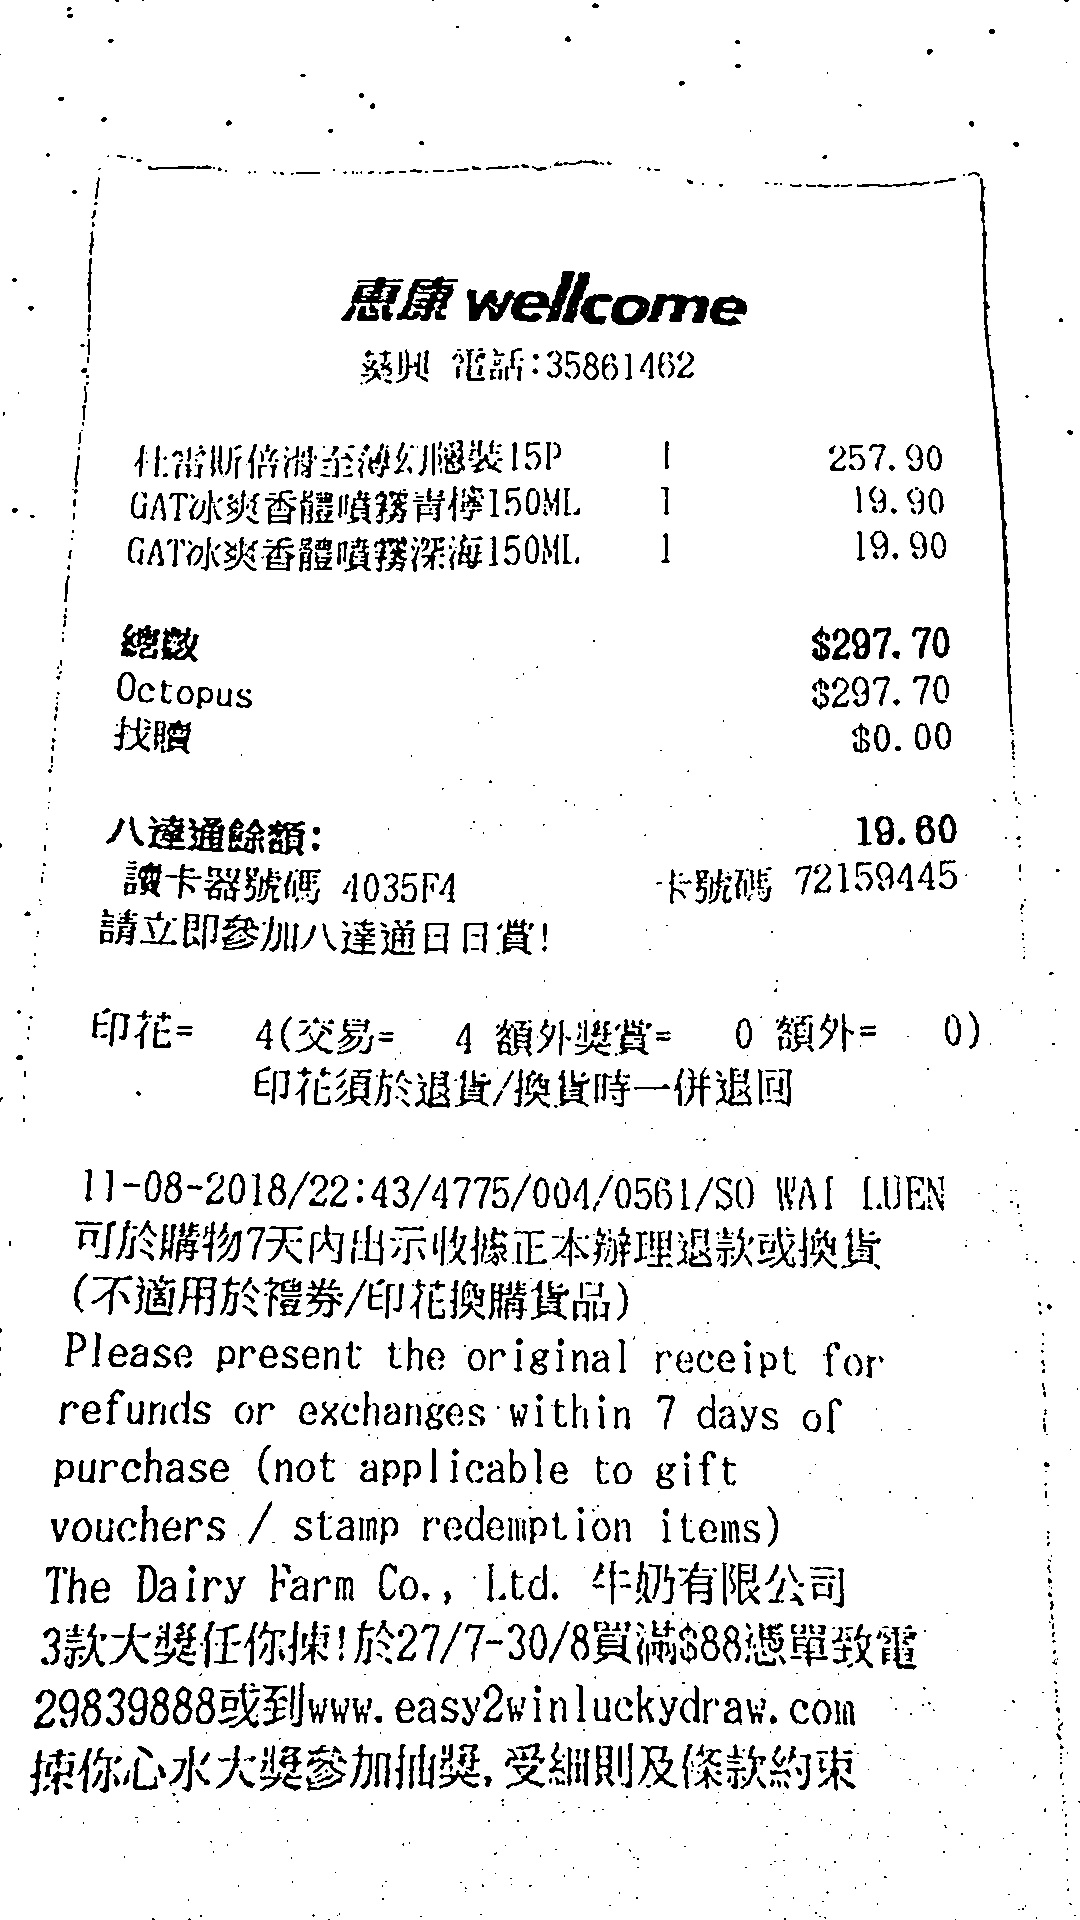 惠康 wellcome
葵興 電話:35861462
杜雷斯倍滑至薄幻隱裝15P 1 257.90
GAT冰爽香體噴霧青檸150ML 1 19.90
GAT冰爽香體噴霧深海150ML 1 19.90
總數 $297.70
Octopus $297.70
找贖 $0.00
八達通餘額: 19.60
讀卡器號碼 4035F4 卡號碼 72159445
請立即參加八達通日日賞!
印花= 4(交易= 4 額外獎賞= 0 額外= 0)
印花須於退貨/換貨時一併退回
11-08-2018/22:43/4775/004/0561/SO WAI LUEN
可於購物7天內出示收據正本辦理退款或換貨
(不適用於禮券/印花換購貨品)
Please present the original receipt for
refunds or exchanges within 7 days of
purchase (not applicable to gift
vouchers / stamp redemption items)
The Dairy Farm Co., Ltd. 牛奶有限公司
3款大獎任你揀!於27/7-30/8買滿$88憑單致電
29839888或到www.easy2winluckydraw.com
揀你心水大獎參加抽獎,受細則及條款約束